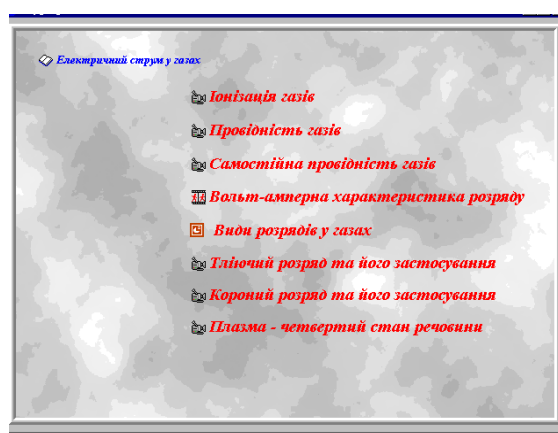 Електричний струм у газах
Іонізація газів
Провідність газів
Самостійна провідність газів
Вольт-амперна характеристика розряду
Види розрядів у газах
Тліючий розряд та його застосування
Короний розряд та його застосування
Плазма - четвертий стан речовини